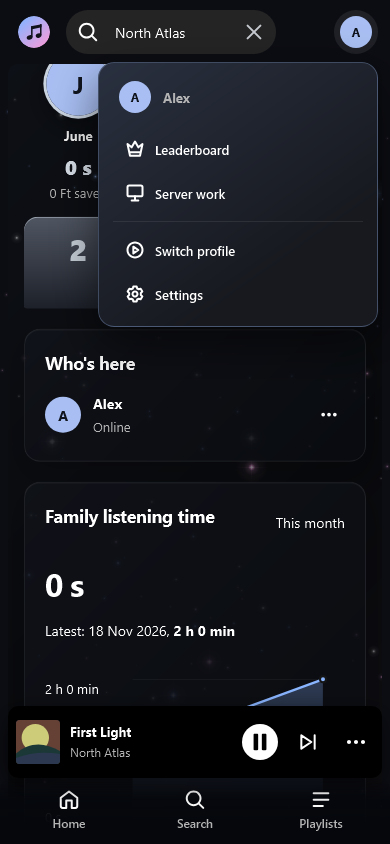 North Atlas
A
A
Alex
J
June
0 s
0 Ft save
2
Leaderboard
Server work
Switch profile
Settings
Who's here
A
Alex
Online
Family listening time
This month
0 s
Latest: 18 Nov 2026, 2 h 0 min
2 h 0 min
First Light
North Atlas
Home
Search
Playlists